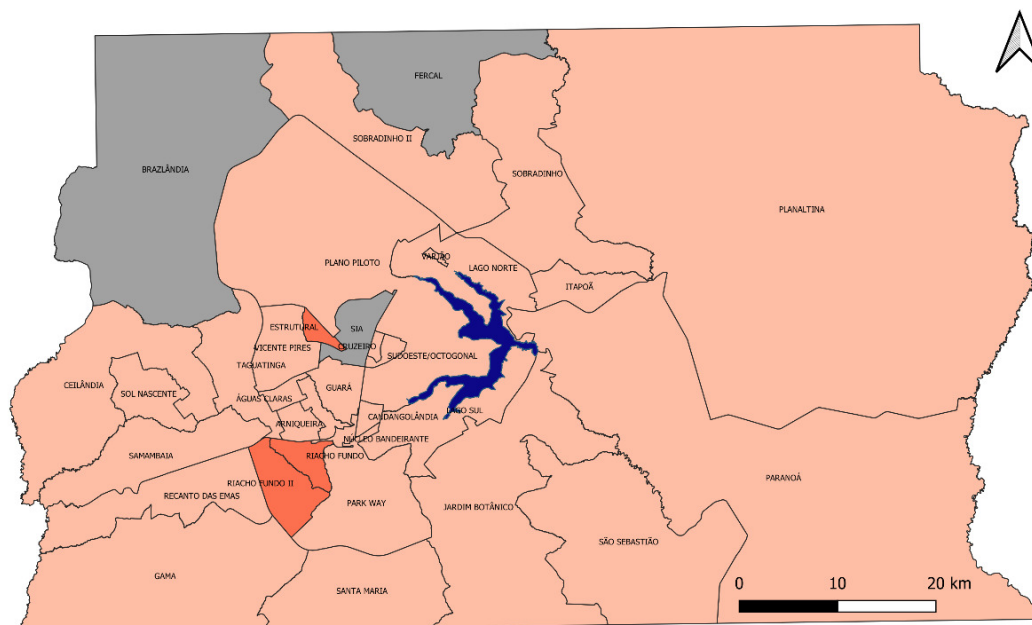 FERCAL
SOBRADINHO II
BRAZLÂNDIA
SOBRADINHO
PLANALTINA
VARJÃO
PLANO PILOTO
LAGO NORTE
ITAPOÃ
ESTRUTURAL
SIA
VICENTE PIRES
CRUZEIRO
SUDOESTE/OCTOGONAL
TAGUATINGA
CEILÂNDIA
SOL NASCENTE
GUARÁ
ÁGUAS CLARAS
CANDANGOLÂNDIA
LAGO SUL
ARNIQUEIRA
NÚCLEO BANDEIRANTE
SAMAMBAIA
RIACHO FUNDO
RIACHO FUNDO II
RECANTO DAS EMAS
PARK WAY
JARDIM BOTÂNICO
PARANOÁ
SÃO SEBASTIÃO
GAMA
SANTA MARIA
0 10 20 km